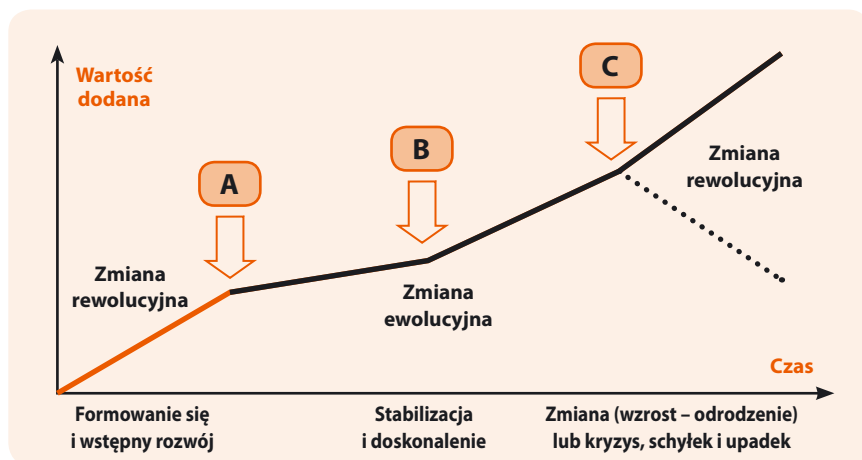 Wartość
dodana
C
B
A
Zmiana
rewolucyjna
Zmiana
rewolucyjna
Zmiana
ewolucyjna
Czas
Formowanie się
i wstępny rozwój
Stabilizacja
i doskonalenie
Zmiana (wzrost – odrodzenie)
lub kryzys, schyłek i upadek